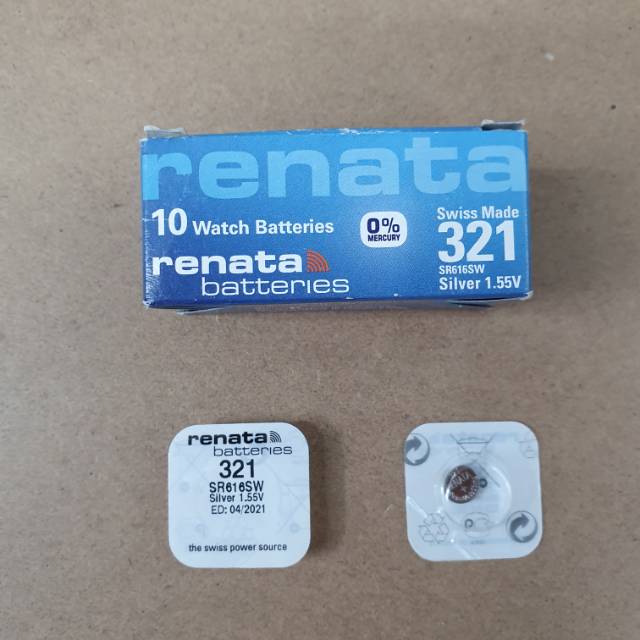 renata
10 Watch Batteries
0%
MERCURY
Swiss Made
321
SR616SW
Silver 1.55V
renata
batteries
renata
batteries
321
SR616SW
Silver 1.55V
ED: 04/2021
the swiss power source